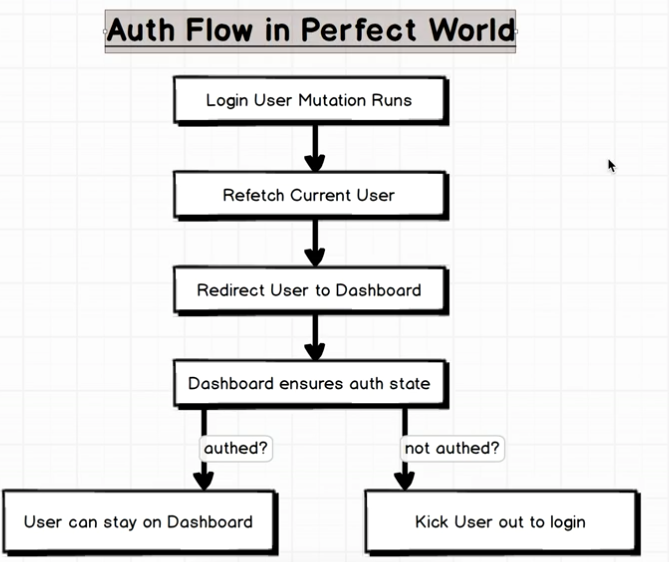 Auth Flow in Perfect World
Login User Mutation Runs
Refetch Current User
Redirect User to Dashboard
Dashboard ensures auth state
authed?
not authed?
User can stay on Dashboard
Kick User out to login